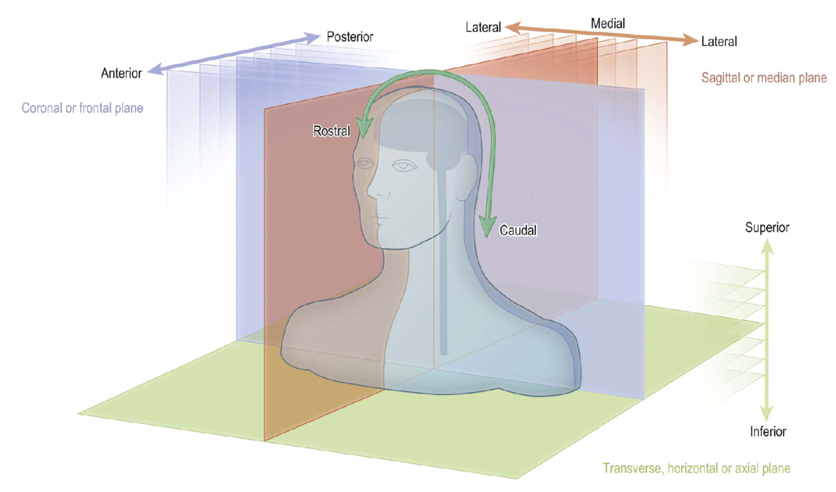 Lateral
Medial
Lateral
Posterior
Anterior
Sagittal or median plane
Coronal or frontal plane
Rostral
Caudal
Superior
Inferior
Transverse, horizontal or axial plane